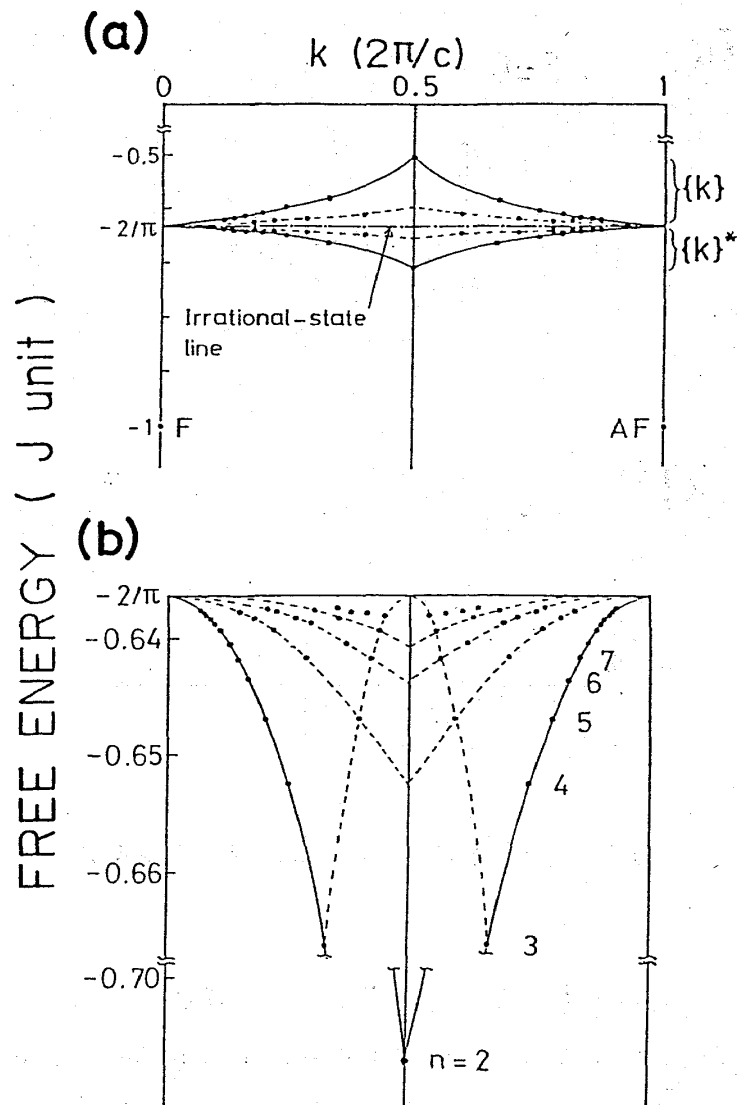 (a)
k (2π/c)
0 0.5 1
-0.5
{k}
-2/π
{k}*
Irrational-state
line
-1 F AF
FREE ENERGY ( J unit )
(b)
-2/π
-0.64
7
6
5
-0.65
4
-0.66
3
-0.70
n=2